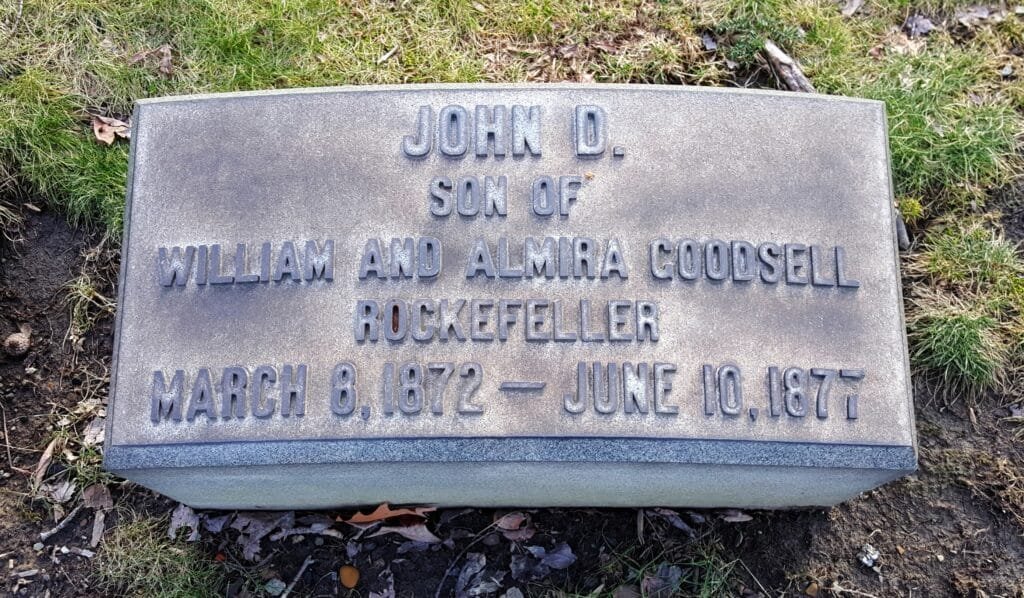 JOHN D.
SON OF
WILLIAM AND ALMIRA GOODSELL
ROCKEFELLER
MARCH 8, 1872 — JUNE 10, 1877